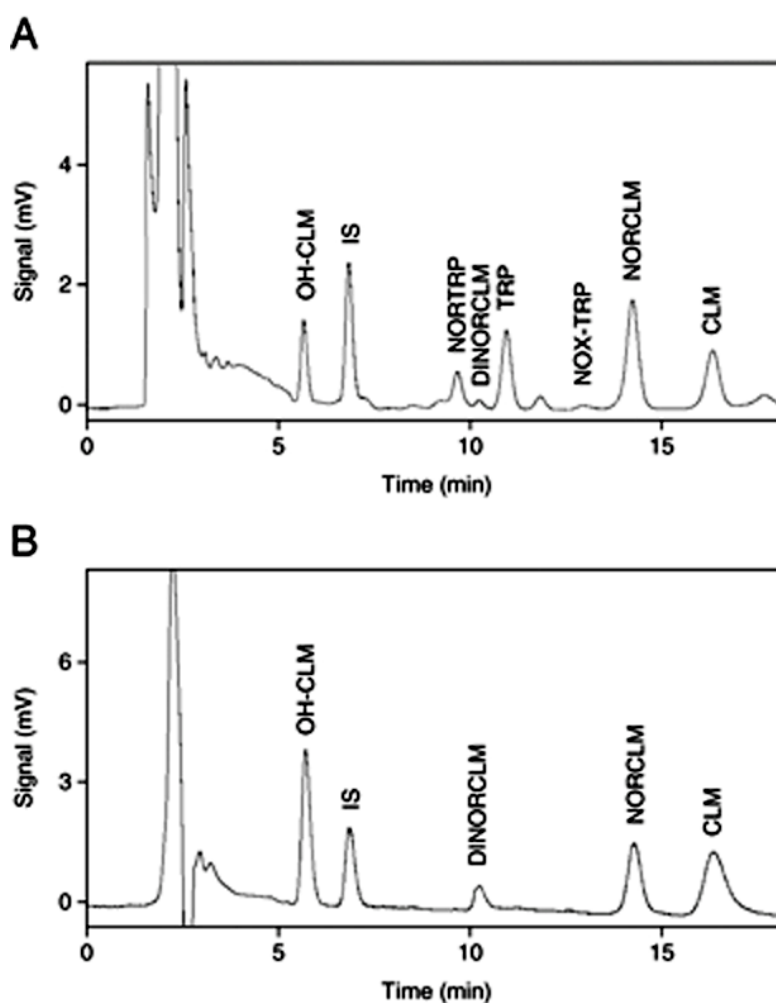 A
Signal (mV)
4
2
0
OH-CLM
IS
NORTRP
DINORCLM
TRP
NOX-TRP
NORCLM
CLM
0
5
10
15
Time (min)
B
Signal (mV)
6
3
0
OH-CLM
IS
DINORCLM
NORCLM
CLM
0
5
10
15
Time (min)